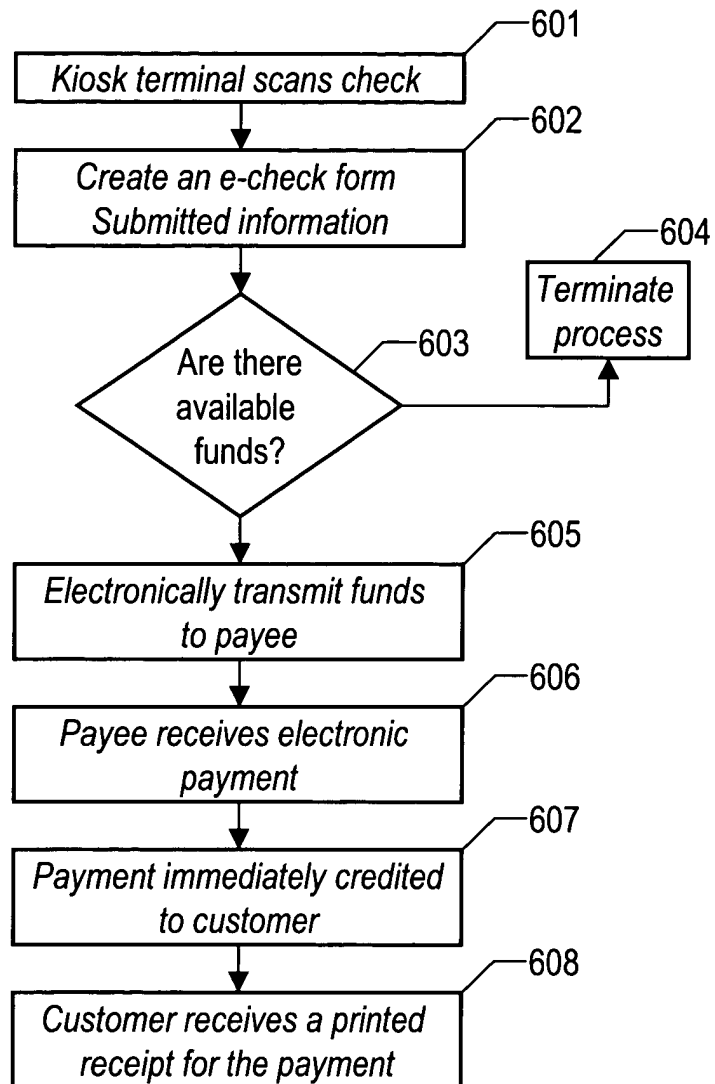 601
Kiosk terminal scans check
602
Create an e-check form
Submitted information
604
Terminate
process
603
Are there
available
funds?
605
Electronically transmit funds
to payee
606
Payee receives electronic
payment
607
Payment immediately credited
to customer
608
Customer receives a printed
receipt for the payment